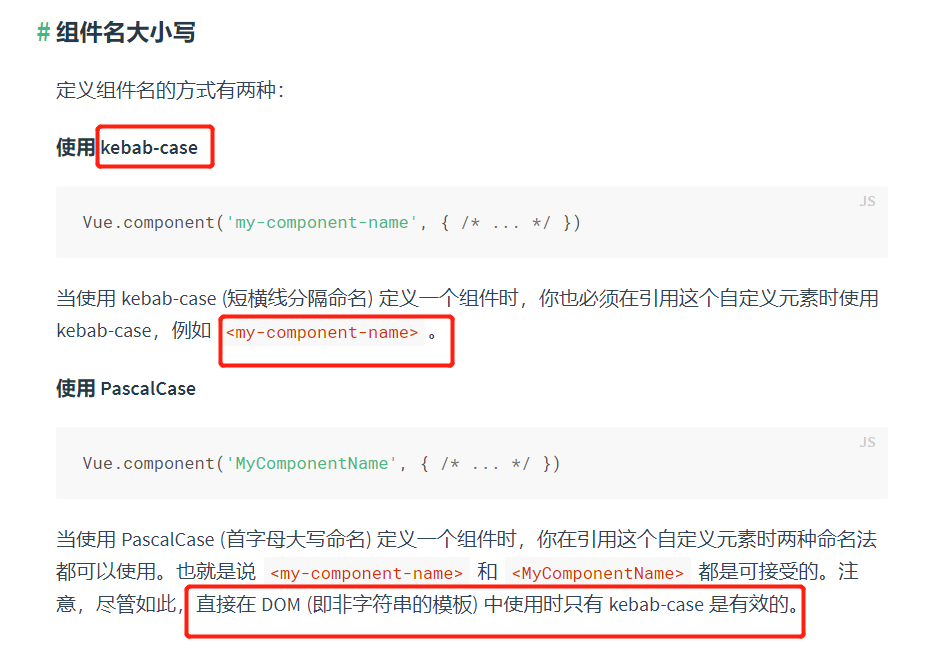 # 组件名大小写
定义组件名的方式有两种：
使用 kebab-case
JS
Vue.component('my-component-name', { /* ... */ })
当使用 kebab-case (短横线分隔命名) 定义一个组件时，你也必须在引用这个自定义元素时使用
kebab-case，例如 <my-component-name> 。
使用 PascalCase
JS
Vue.component('MyComponentName', { /* ... */ })
当使用 PascalCase (首字母大写命名) 定义一个组件时，你在引用这个自定义元素时两种命名法
都可以使用。也就是说 <my-component-name> 和 <MyComponentName> 都是可接受的。注
意，尽管如此，直接在 DOM (即非字符串的模板) 中使用时只有 kebab-case 是有效的。